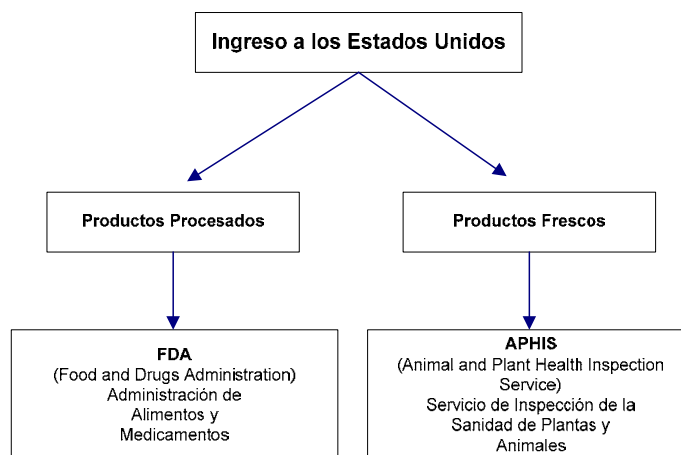 Ingreso a los Estados Unidos
Productos Procesados
Productos Frescos
FDA
(Food and Drugs Administration)
Administración de
Alimentos y
Medicamentos
APHIS
(Animal and Plant Health Inspection
Service)
Servicio de Inspección de la
Sanidad de Plantas y
Animales